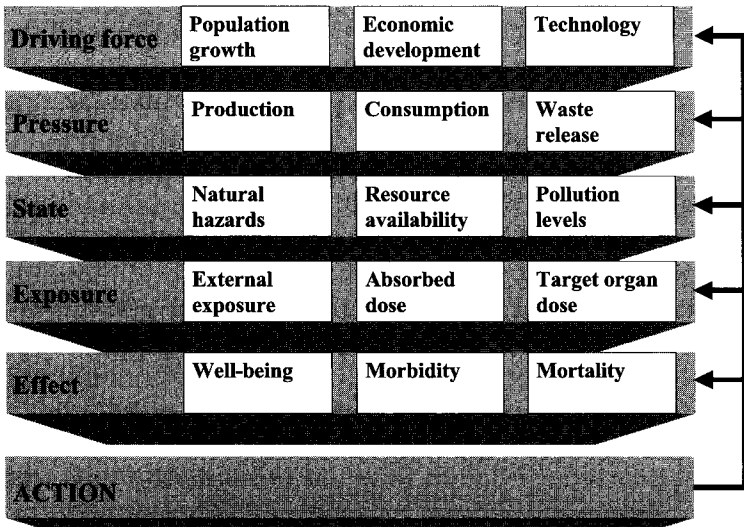 Driving force
Population
growth
Economic
development
Technology
Pressure
Production
Consumption
Waste
release
State
Natural
hazards
Resource
availability
Pollution
levels
Exposure
External
exposure
Absorbed
dose
Target organ
dose
Effect
Well-being
Morbidity
Mortality
ACTION